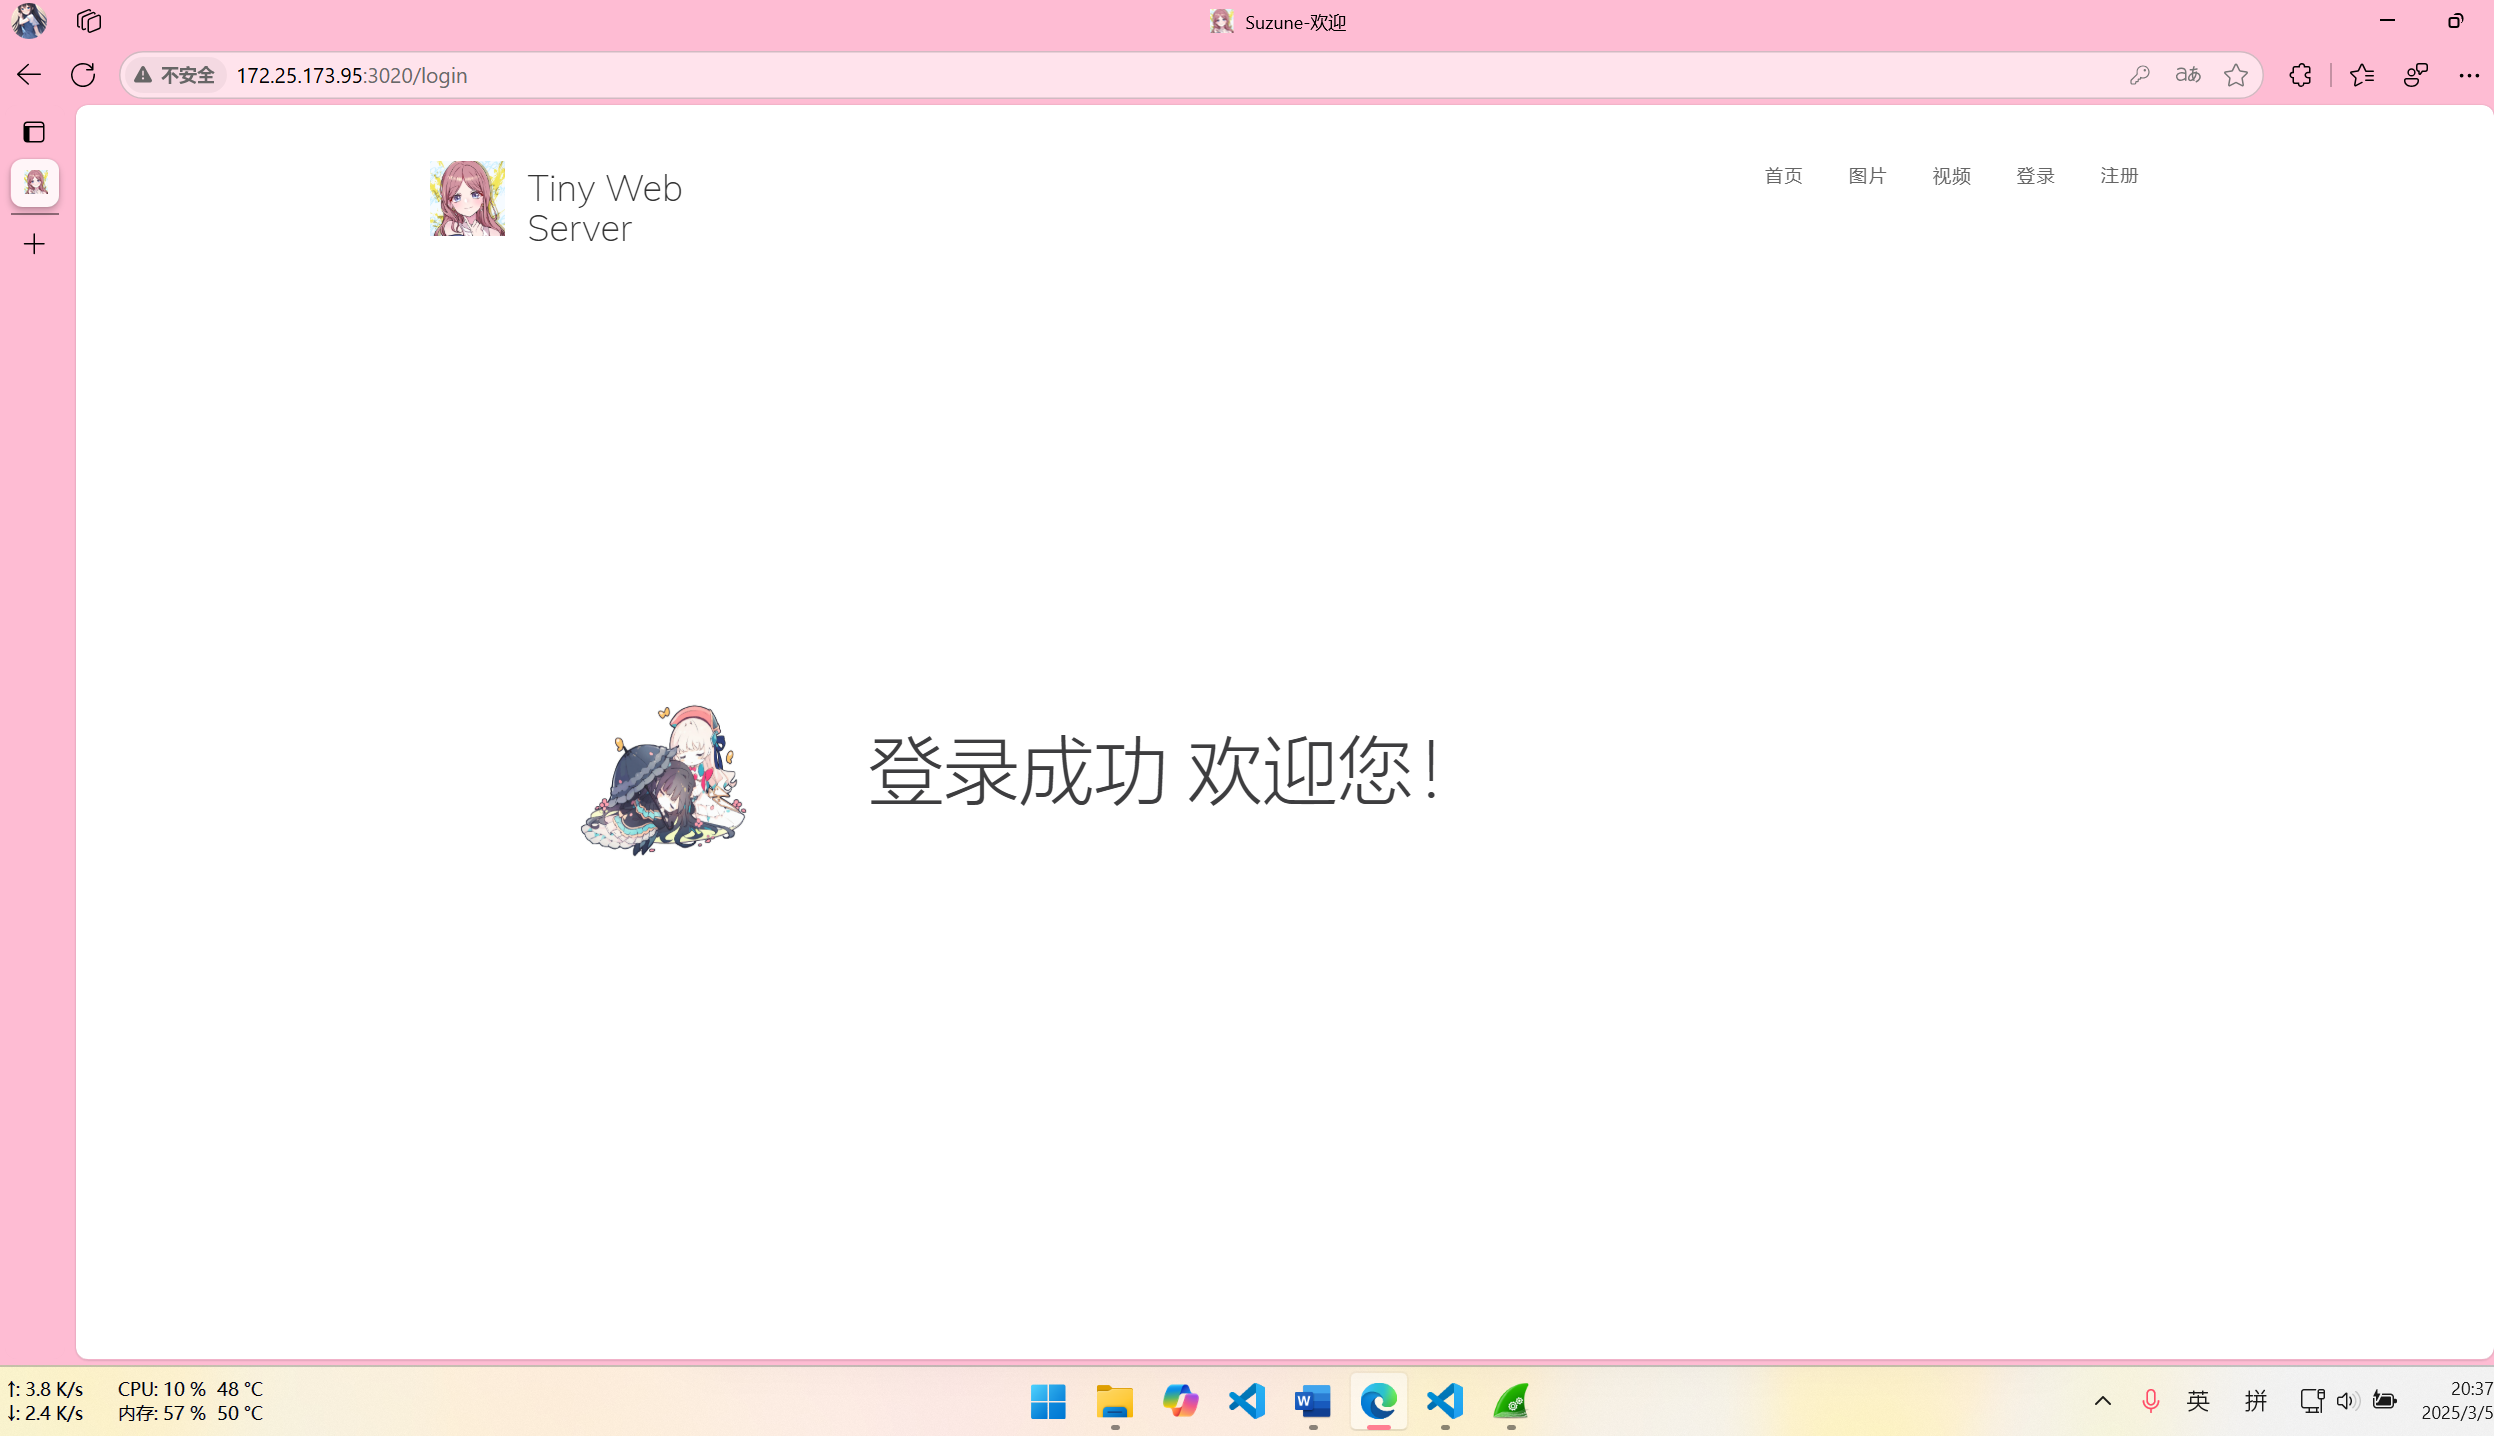 Suzune-欢迎
不安全 172.25.173.95:3020/login aあ
Tiny Web
Server
首页 图片 视频 登录 注册
登录成功 欢迎您！
↑: 3.8 K/s CPU: 10 % 48 °C
↓: 2.4 K/s 内存: 57 % 50 °C
W
英 拼
20:37
2025/3/5